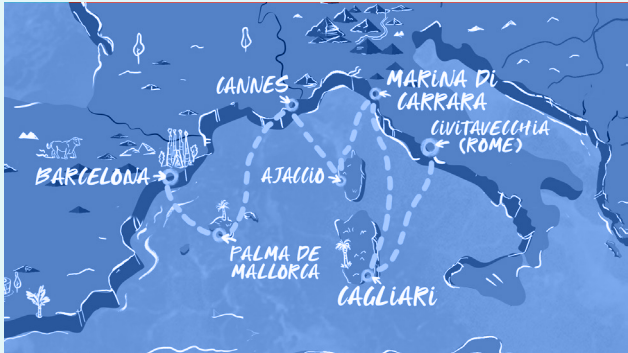 CANNES
MARINA DI
CARRARA
CIVITAVECCHIA
(ROME)
BARCELONA
AJACCIO
PALMA DE
MALLORCA
CAGLIARI